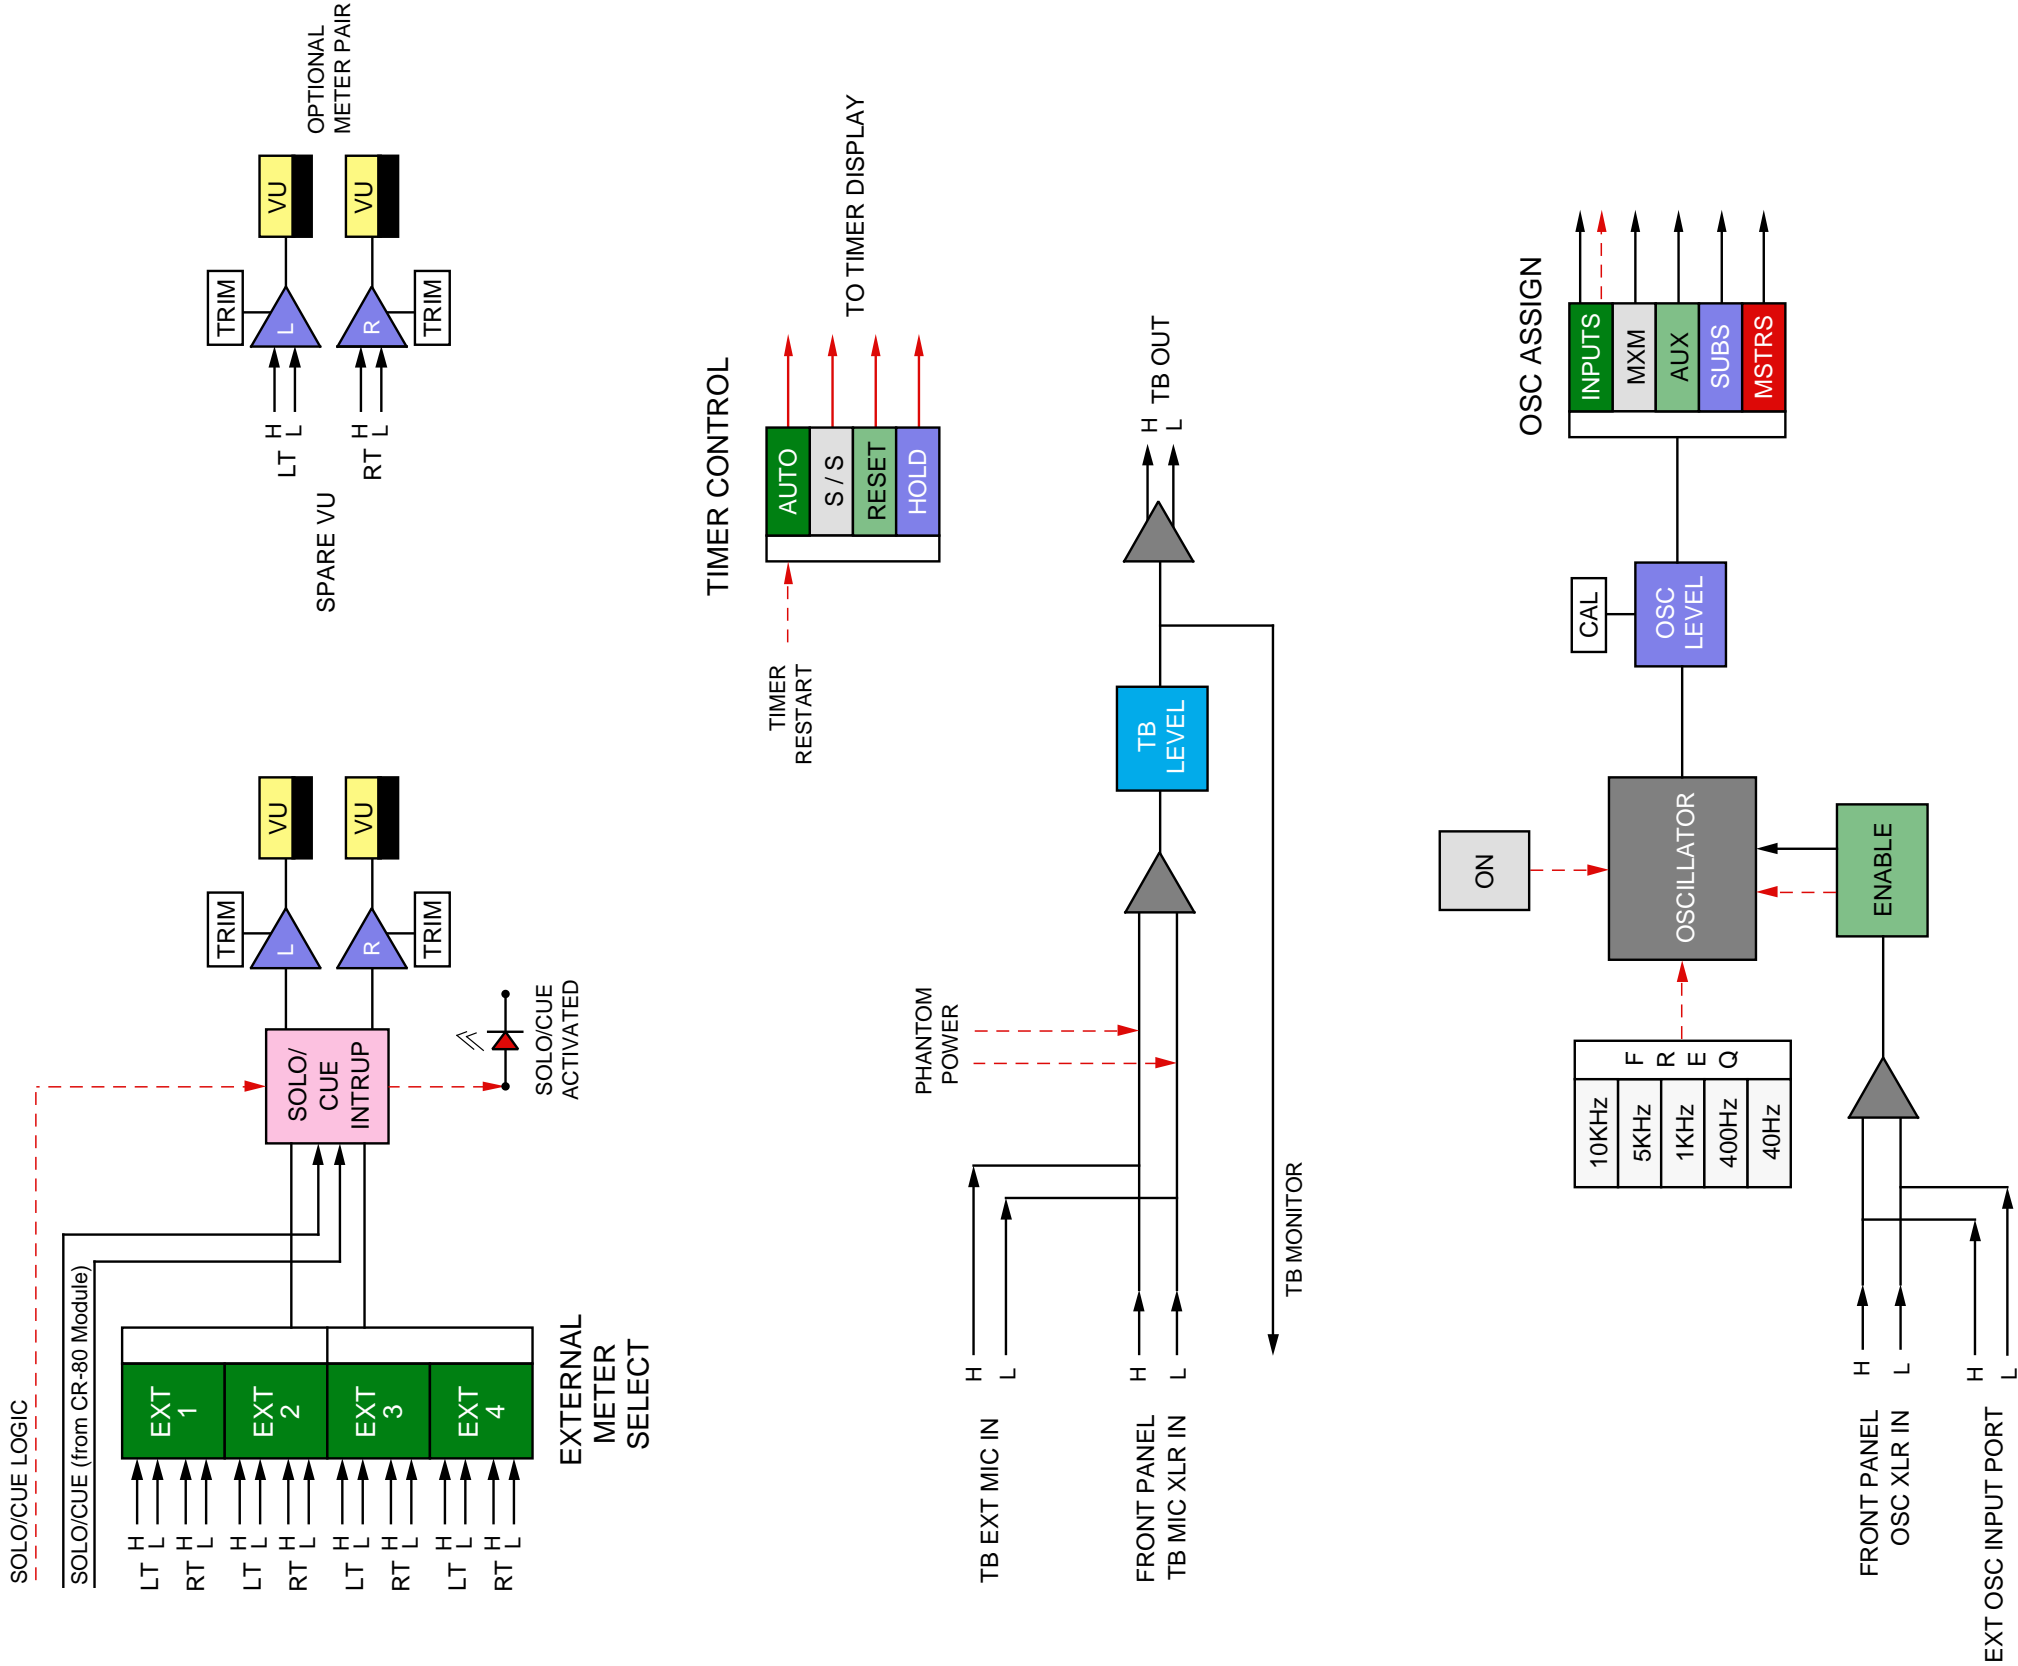 SOLO/CUE LOGIC
SOLO/CUE (from CR-80 Module)
LT
H
L
RT
H
L
LT
H
L
RT
H
L
LT
H
L
RT
H
L
LT
H
L
RT
H
L
EXT
1
EXT
2
EXT
3
EXT
4
EXTERNAL
METER
SELECT
SOLO/
CUE
INTRUP
SOLO/CUE
ACTIVATED
TRIM
L
R
TRIM
VU
VU
SPARE VU
LT
H
L
RT
H
L
TRIM
L
R
TRIM
VU
VU
OPTIONAL
METER PAIR
TIMER CONTROL
TIMER
RESTART
AUTO
S / S
RESET
HOLD
TO TIMER DISPLAY
TB EXT MIC IN
H
L
FRONT PANEL
TB MIC XLR IN
H
L
PHANTOM
POWER
TB
LEVEL
H
L
TB OUT
TB MONITOR
ON
FREQ
10KHz
5KHz
1KHz
400Hz
40Hz
OSCILLATOR
ENABLE
CAL
OSC
LEVEL
OSC ASSIGN
INPUTS
MXM
AUX
SUBS
MSTRS
FRONT PANEL
OSC XLR IN
H
L
EXT OSC INPUT PORT
H
L